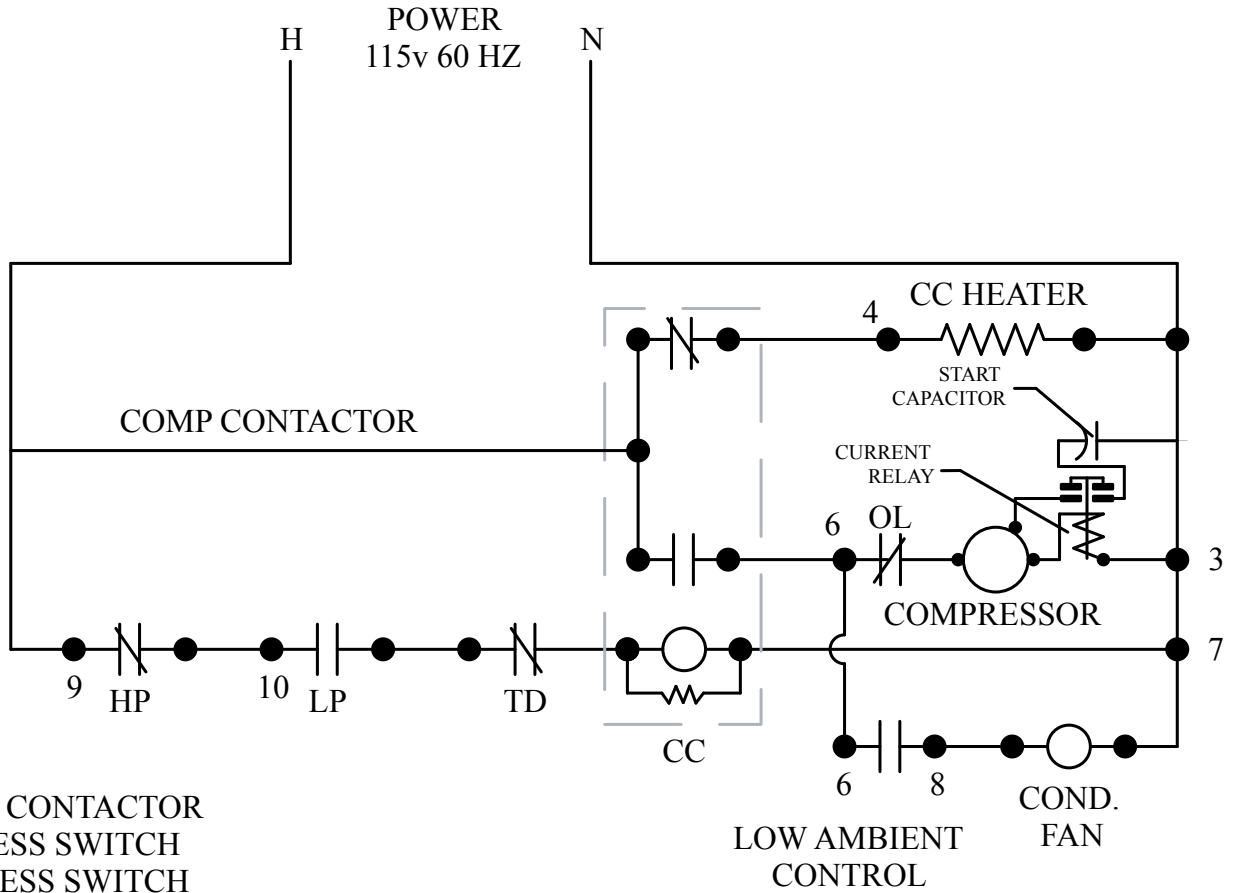 POWER
H
N
115v 60 HZ
CC HEATER
4
START
CAPACITOR
COMP CONTACTOR
CURRENT
RELAY
6
OL
3
COMPRESSOR
7
9
HP
10
LP
TD
CC
6
8
COND.
FAN
LOW AMBIENT
CONTROL
CONTACTOR
ESS SWITCH
ESS SWITCH